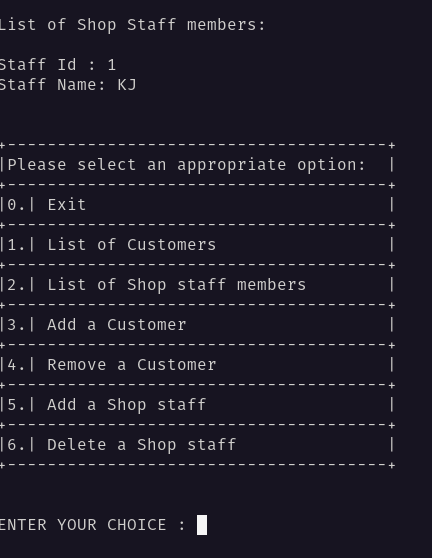 List of Shop Staff members:
Staff Id : 1
Staff Name: KJ
+--------------------------------------+
|Please select an appropriate option:  |
+--------------------------------------+
|0.| Exit                              |
+--------------------------------------+
|1.| List of Customers                 |
+--------------------------------------+
|2.| List of Shop staff members        |
+--------------------------------------+
|3.| Add a Customer                    |
+--------------------------------------+
|4.| Remove a Customer                 |
+--------------------------------------+
|5.| Add a Shop staff                  |
+--------------------------------------+
|6.| Delete a Shop staff               |
+--------------------------------------+
ENTER YOUR CHOICE :